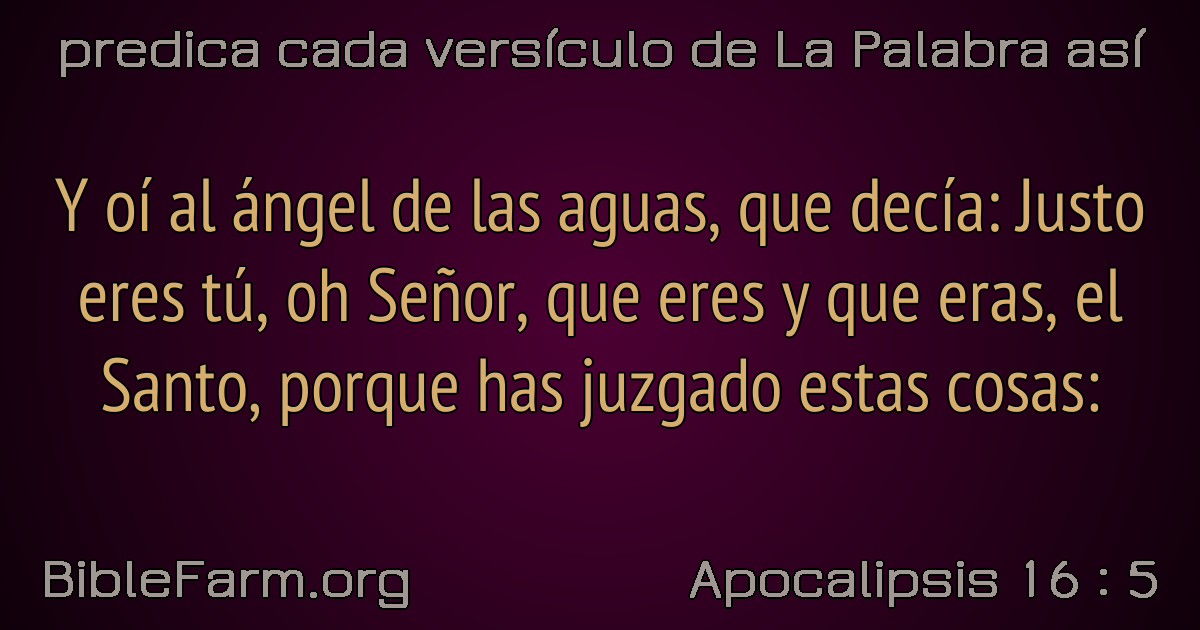 predica cada versículo de La Palabra así
Y oí al ángel de las aguas, que decía: Justo
eres tú, oh Señor, que eres y que eras, el
Santo, porque has juzgado estas cosas:
BibleFarm.org
Apocalipsis 16 : 5